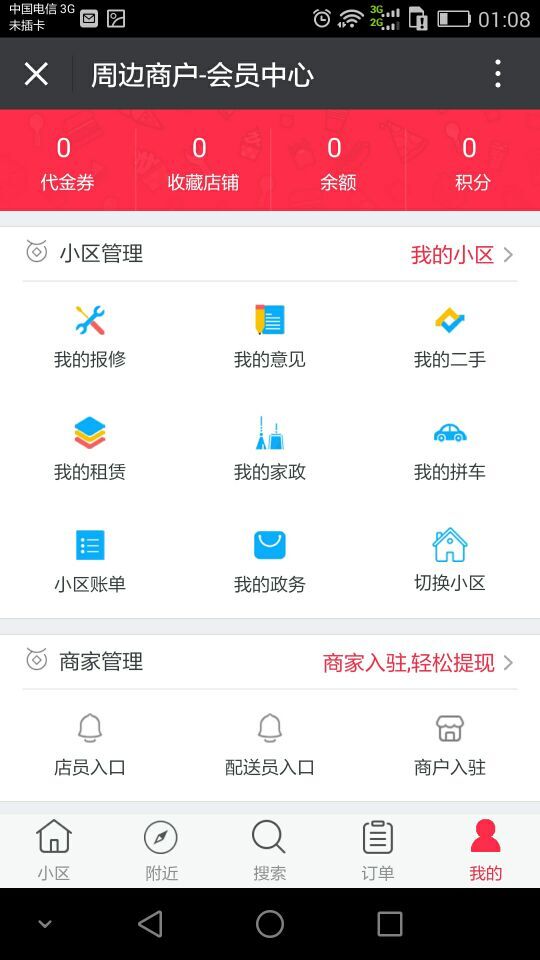 中国电信 3G
未插卡
3G
2G
01:08
周边商户-会员中心
0 0 0 0
代金券 收藏店铺 余额 积分
小区管理 我的小区
我的报修 我的意见 我的二手
我的租赁 我的家政 我的拼车
小区账单 我的政务 切换小区
商家管理 商家入驻,轻松提现
店员入口 配送员入口 商户入驻
小区 附近 搜索 订单 我的